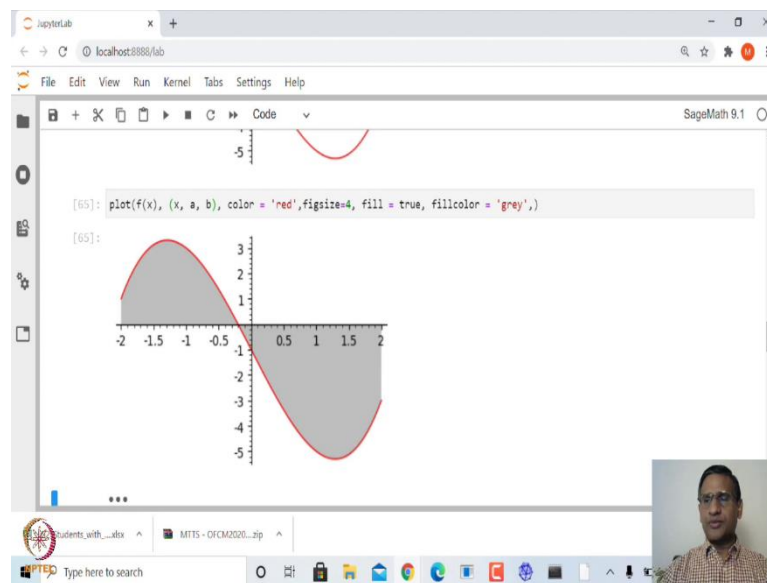 JupyterLab
localhost:8888/lab
M
File Edit View Run Kernel Tabs Settings Help
Code
SageMath 9.1
-5
[65]: plot(f(x), (x, a, b), color = 'red',figsize=4, fill = true, fillcolor = 'grey',)
[65]:
3
2
1
-2 -1.5 -1 -0.5 0.5 1 1.5 2
-1
-2
-3
-4
-5
Students_with_....xlsx
MTTS - OFCM2020....zip
NPTEL
Type here to search